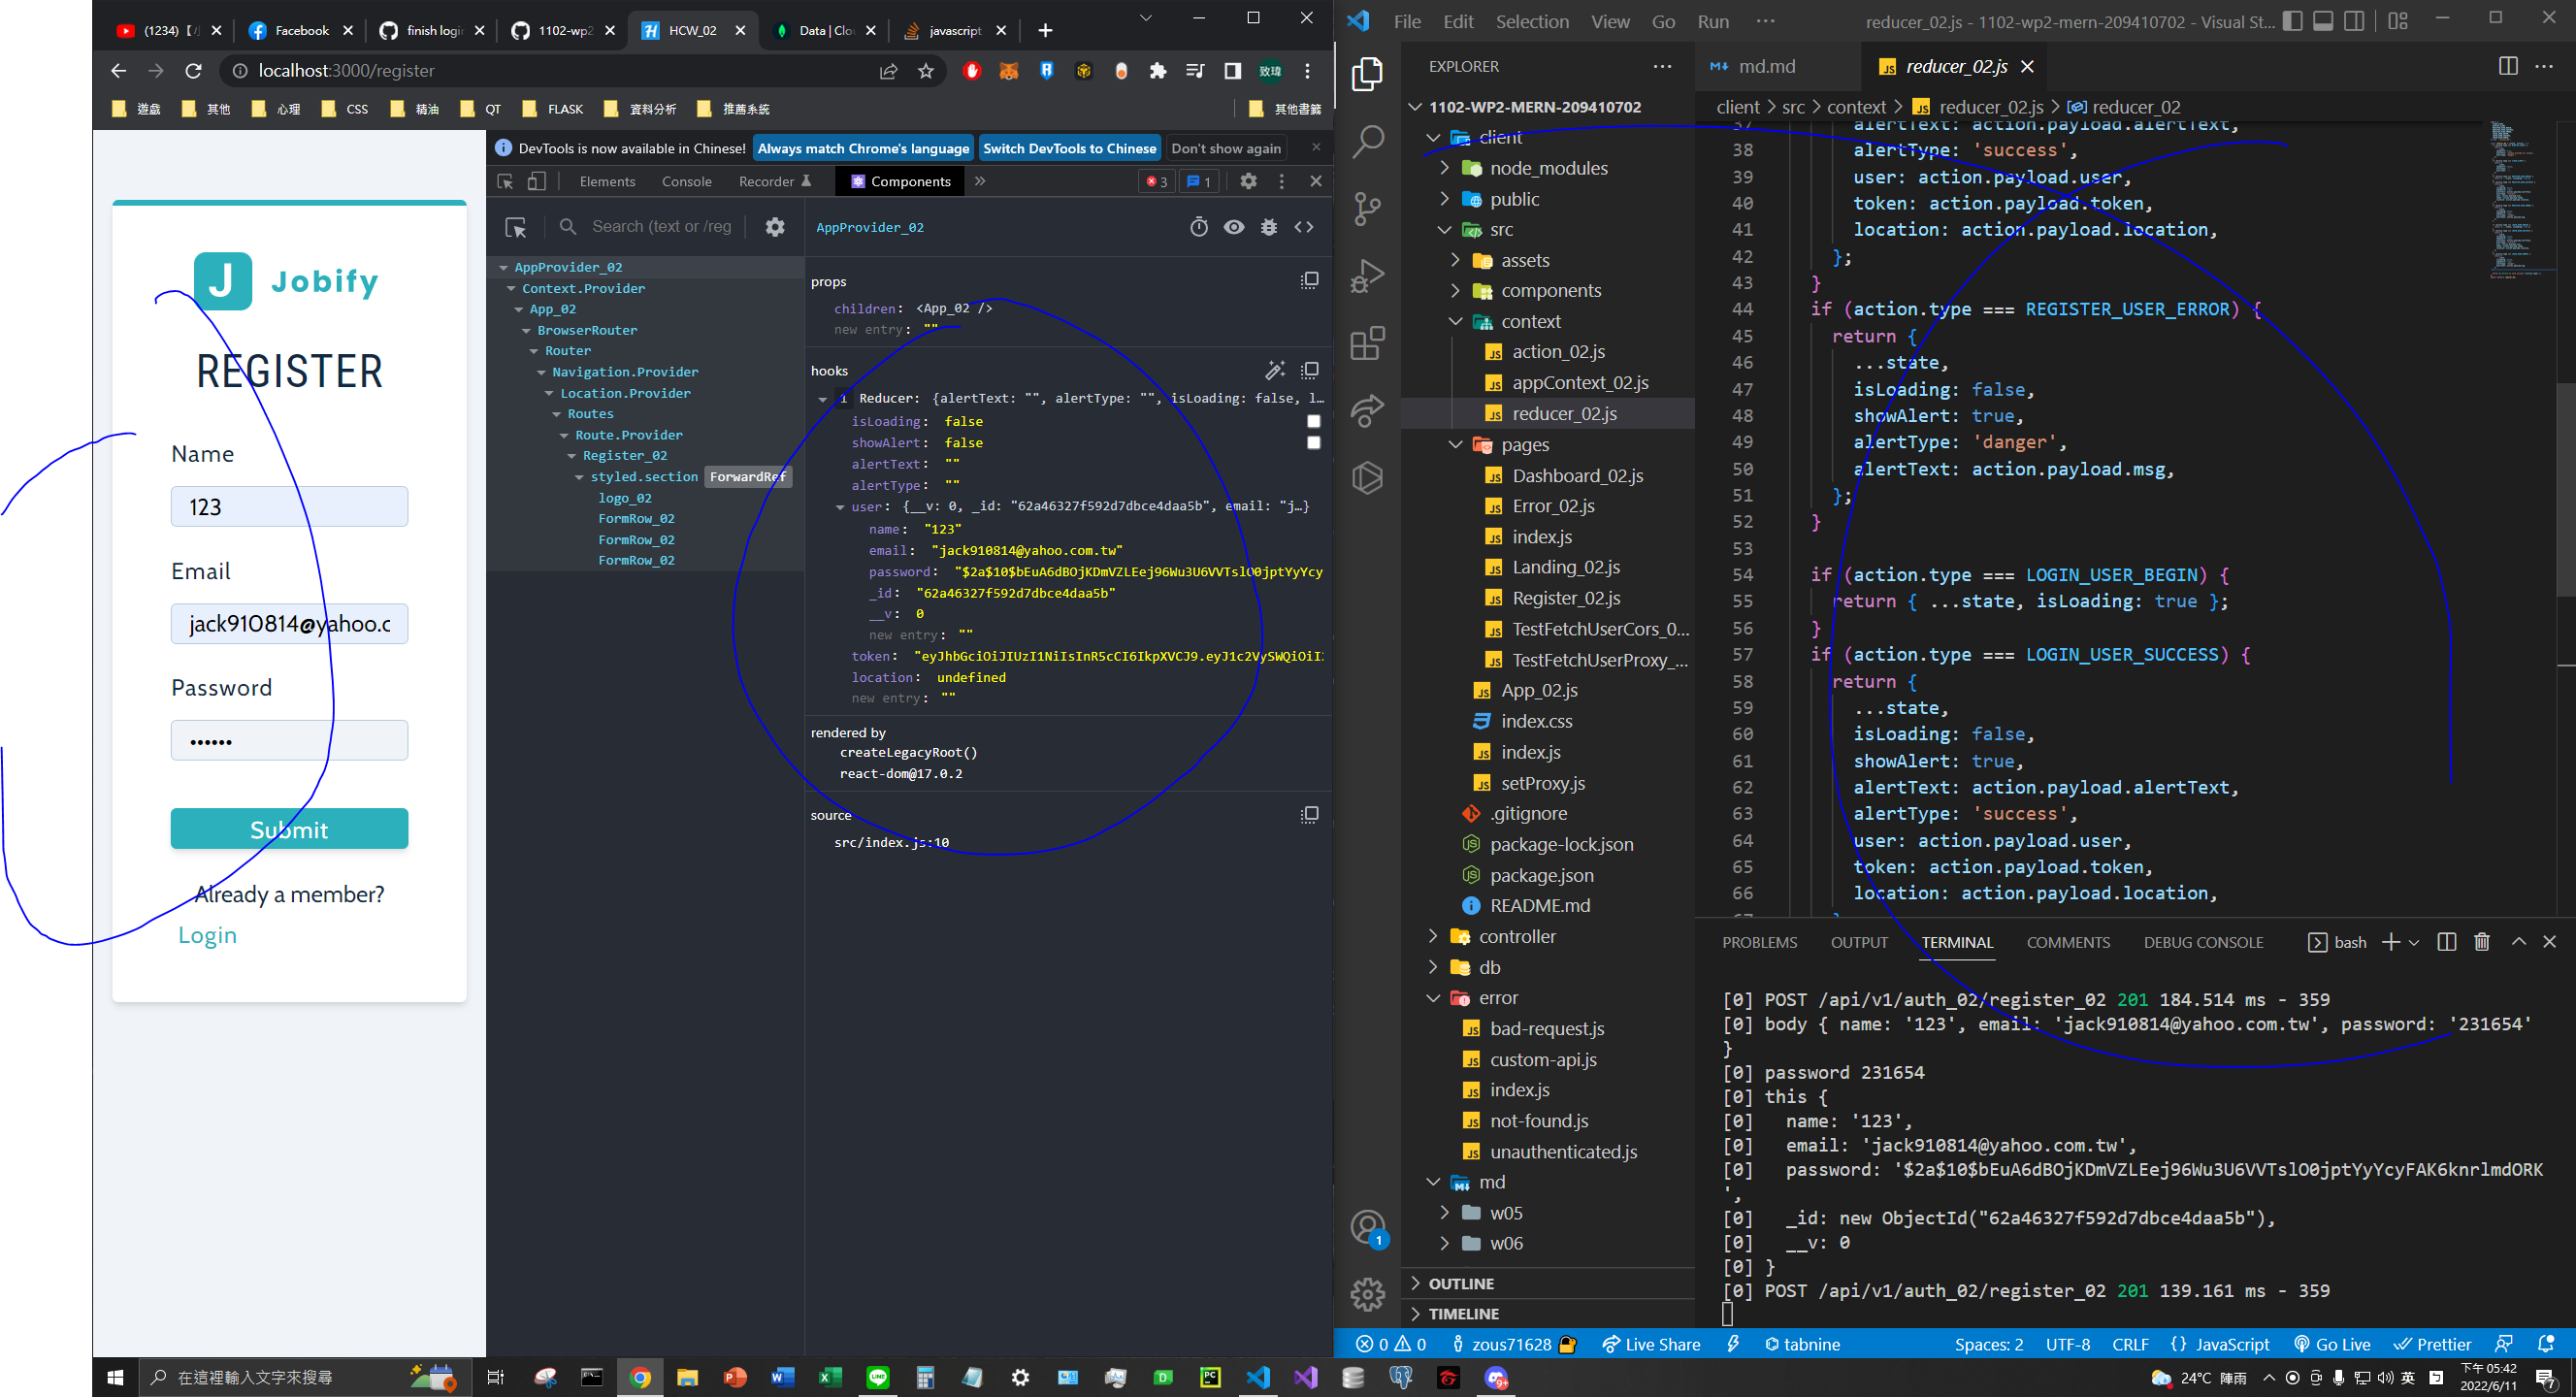 (1234)
Facebook
finish logi
1102-wp2
HCW_02
Data | Clou
javascript
localhost:3000/register
致瑋
遊戲
其他
心理
CSS
精油
QT
FLASK
資料分析
推薦系統
其他書籤
Jobify
REGISTER
Name
123
Email
jack910814@yahoo.c
Password
••••••
Submit
Already a member?
Login
DevTools is now available in Chinese!
Always match Chrome's language
Switch DevTools to Chinese
Don't show again
Elements
Console
Recorder
Components
3
1
Search (text or /reg
AppProvider_02
AppProvider_02
Context.Provider
App_02
BrowserRouter
Router
Navigation.Provider
Location.Provider
Routes
Route.Provider
Register_02
styled.section ForwardRef
logo_02
FormRow_02
FormRow_02
FormRow_02
props
children: <App_02 />
new entry: ""
hooks
1 Reducer: {alertText: "", alertType: "", isLoading: false, l…
isLoading: false
showAlert: false
alertText: ""
alertType: ""
user: {__v: 0, _id: "62a46327f592d7dbce4daa5b", email: "j…}
name: "123"
email: "jack910814@yahoo.com.tw"
password: "$2a$10$bEuA6dBOjKDmVZLEej96Wu3U6VVTslO0jptYyYcy
_id: "62a46327f592d7dbce4daa5b"
__v: 0
new entry: ""
token: "eyJhbGciOiJIUzI1NiIsInR5cCI6IkpXVCJ9.eyJ1c2VySWQiOiI
location: undefined
new entry: ""
rendered by
createLegacyRoot()
react-dom@17.0.2
source
src/index.js:10
File Edit Selection View Go Run ···
reducer_02.js - 1102-wp2-mern-209410702 - Visual St...
EXPLORER
1102-WP2-MERN-209410702
client
node_modules
public
src
assets
components
context
action_02.js
appContext_02.js
reducer_02.js
pages
Dashboard_02.js
Error_02.js
index.js
Landing_02.js
Register_02.js
TestFetchUserCors_0...
TestFetchUserProxy_...
App_02.js
index.css
index.js
setProxy.js
.gitignore
package-lock.json
package.json
README.md
controller
db
error
bad-request.js
custom-api.js
index.js
not-found.js
unauthenticated.js
md
w05
w06
OUTLINE
TIMELINE
1
md.md
reducer_02.js
client > src > context > reducer_02.js > reducer_02
37 alertText: action.payload.alertText,
38 alertType: 'success',
39 user: action.payload.user,
40 token: action.payload.token,
41 location: action.payload.location,
42 };
43 }
44 if (action.type === REGISTER_USER_ERROR) {
45 return {
46 ...state,
47 isLoading: false,
48 showAlert: true,
49 alertType: 'danger',
50 alertText: action.payload.msg,
51 };
52 }
53
54 if (action.type === LOGIN_USER_BEGIN) {
55 return { ...state, isLoading: true };
56 }
57 if (action.type === LOGIN_USER_SUCCESS) {
58 return {
59 ...state,
60 isLoading: false,
61 showAlert: true,
62 alertText: action.payload.alertText,
63 alertType: 'success',
64 user: action.payload.user,
65 token: action.payload.token,
66 location: action.payload.location,
PROBLEMS OUTPUT TERMINAL COMMENTS DEBUG CONSOLE
bash
[0] POST /api/v1/auth_02/register_02 201 184.514 ms - 359
[0] body { name: '123', email: 'jack910814@yahoo.com.tw', password: '231654'
}
[0] password 231654
[0] this {
[0] name: '123',
[0] email: 'jack910814@yahoo.com.tw',
[0] password: '$2a$10$bEuA6dBOjKDmVZLEej96Wu3U6VVTslO0jptYyYcyFAK6knrlmdORK
',
[0] _id: new ObjectId("62a46327f592d7dbce4daa5b"),
[0] __v: 0
[0] }
[0] POST /api/v1/auth_02/register_02 201 139.161 ms - 359
0 0 zous71628 Live Share tabnine Spaces: 2 UTF-8 CRLF {} JavaScript Go Live Prettier
在這裡輸入文字來搜尋
24°C 陣雨
英
下午 05:42
2022/6/11
7